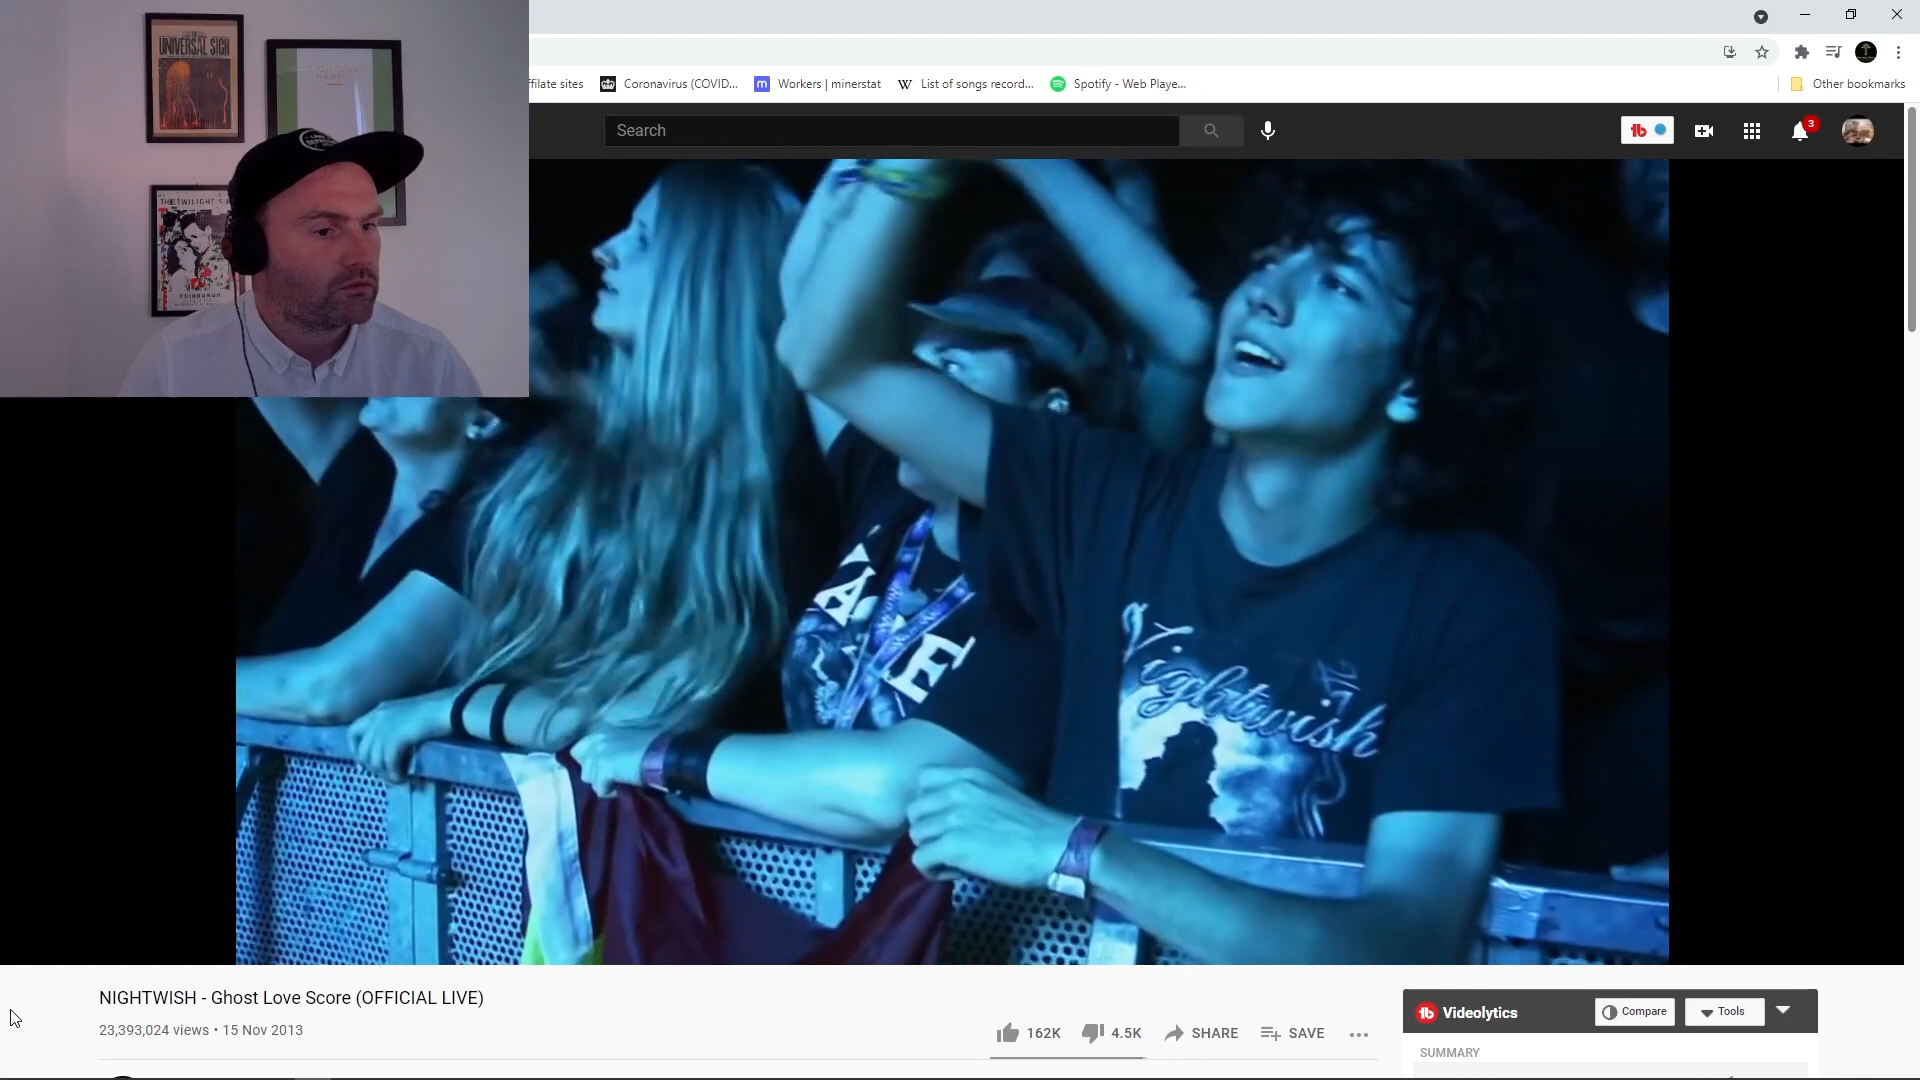 UNIVERSAL SIGH
THE TWILIGHT S
EDINBURGH
ffilate sites
Coronavirus (COVID...
Workers | minerstat
List of songs record...
Spotify - Web Playe...
Other bookmarks
Search
3
Nightwish
NIGHTWISH - Ghost Love Score (OFFICIAL LIVE)
23,393,024 views • 15 Nov 2013
162K
4.5K
SHARE
SAVE
Videolytics
Compare
Tools
SUMMARY